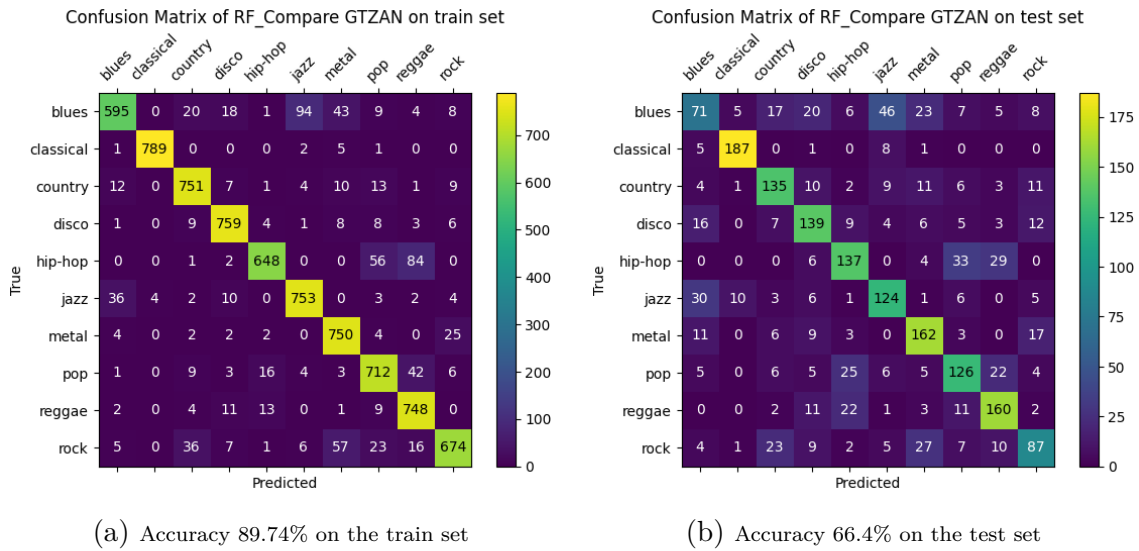 Confusion Matrix of RF_Compare GTZAN on train set
blues classical country disco hip-hop jazz metal pop reggae rock
blues 595 0 20 18 1 94 43 9 4 8
classical 1 789 0 0 0 2 5 1 0 0
country 12 0 751 7 1 4 10 13 1 9
disco 1 0 9 759 4 1 8 8 3 6
hip-hop 0 0 1 2 648 0 0 56 84 0
jazz 36 4 2 10 0 753 0 3 2 4
metal 4 0 2 2 2 0 750 4 0 25
pop 1 0 9 3 16 4 3 712 42 6
reggae 2 0 4 11 13 0 1 9 748 0
rock 5 0 36 7 1 6 57 23 16 674
True
Predicted
700
600
500
400
300
200
100
0
(a) Accuracy 89.74% on the train set
Confusion Matrix of RF_Compare GTZAN on test set
blues classical country disco hip-hop jazz metal pop reggae rock
blues 71 5 17 20 6 46 23 7 5 8
classical 5 187 0 1 0 8 1 0 0 0
country 4 1 135 10 2 9 11 6 3 11
disco 16 0 7 139 9 4 6 5 3 12
hip-hop 0 0 0 6 137 0 4 33 29 0
jazz 30 10 3 6 1 124 1 6 0 5
metal 11 0 6 9 3 0 162 3 0 17
pop 5 0 6 5 25 6 5 126 22 4
reggae 0 0 2 11 22 1 3 11 160 2
rock 4 1 23 9 2 5 27 7 10 87
True
Predicted
175
150
125
100
75
50
25
0
(b) Accuracy 66.4% on the test set